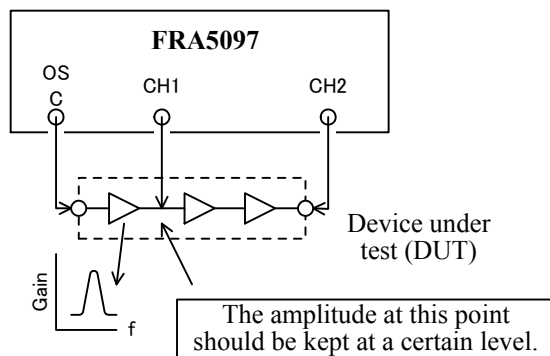 FRA5097
OS
C
CH1
CH2
Device under
test (DUT)
Gain
f
The amplitude at this point
should be kept at a certain level.